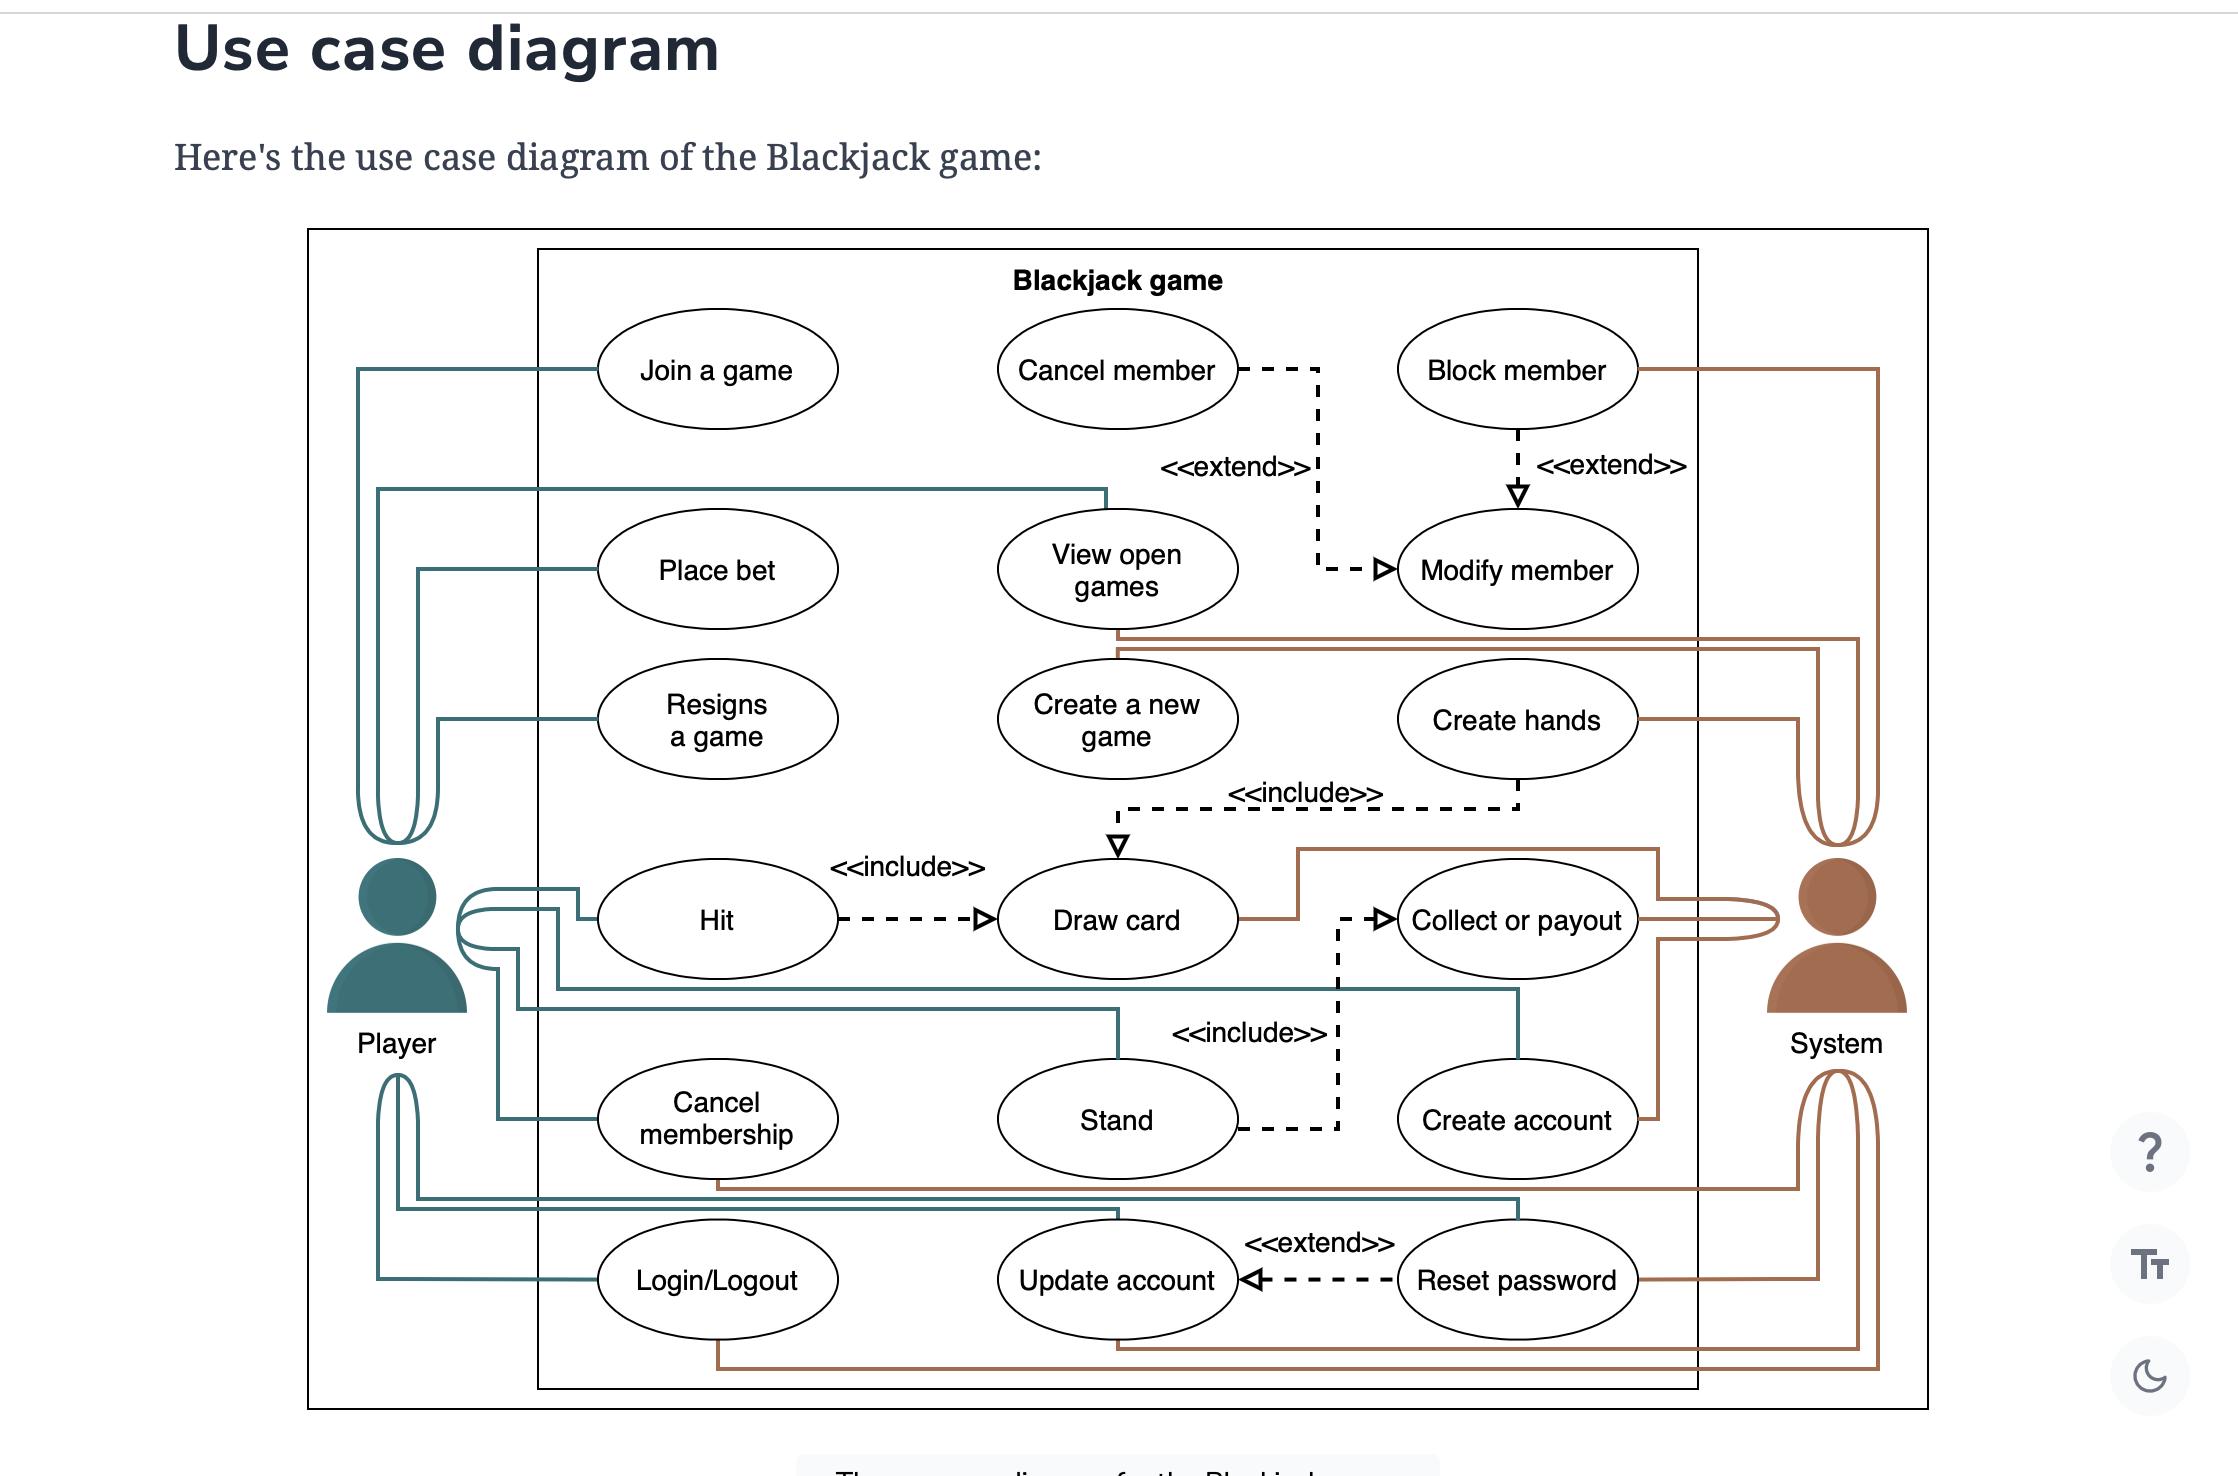 Use case diagram
Here's the use case diagram of the Blackjack game:
Blackjack game
Join a game
Cancel member
Block member
<<extend>>
<<extend>>
Place bet
View open
games
Modify member
Resigns
a game
Create a new
game
Create hands
<<include>>
<<include>>
Hit
Draw card
Collect or payout
<<include>>
Player
System
Cancel
membership
Stand
Create account
<<extend>>
Login/Logout
Update account
Reset password
?
TT